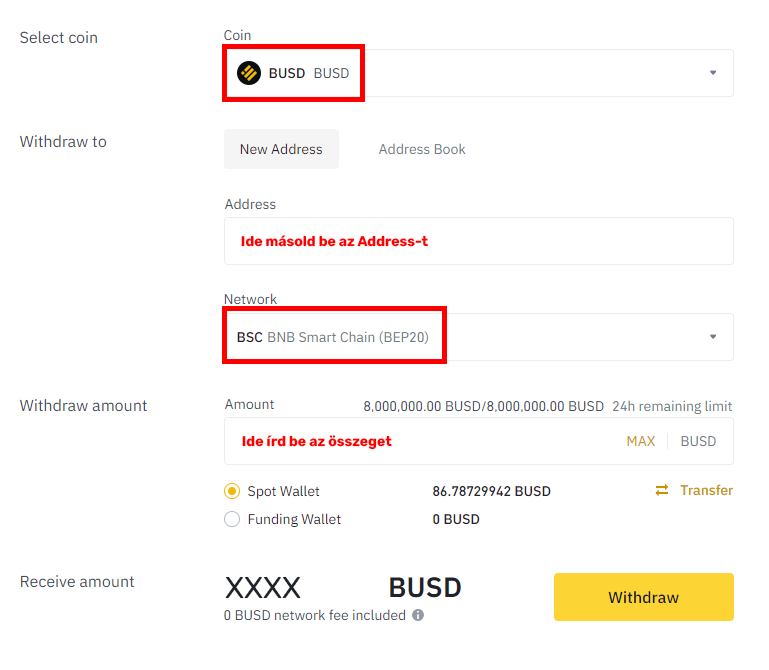 Select coin
Coin
BUSD BUSD
Withdraw to
New Address Address Book
Address
Ide másold be az Address-t
Network
BSC BNB Smart Chain (BEP20)
Withdraw amount
Amount 8,000,000.00 BUSD/8,000,000.00 BUSD 24h remaining limit
Ide írd be az összeget MAX BUSD
Spot Wallet 86.78729942 BUSD Transfer
Funding Wallet 0 BUSD
Receive amount
XXXX BUSD
0 BUSD network fee included
Withdraw